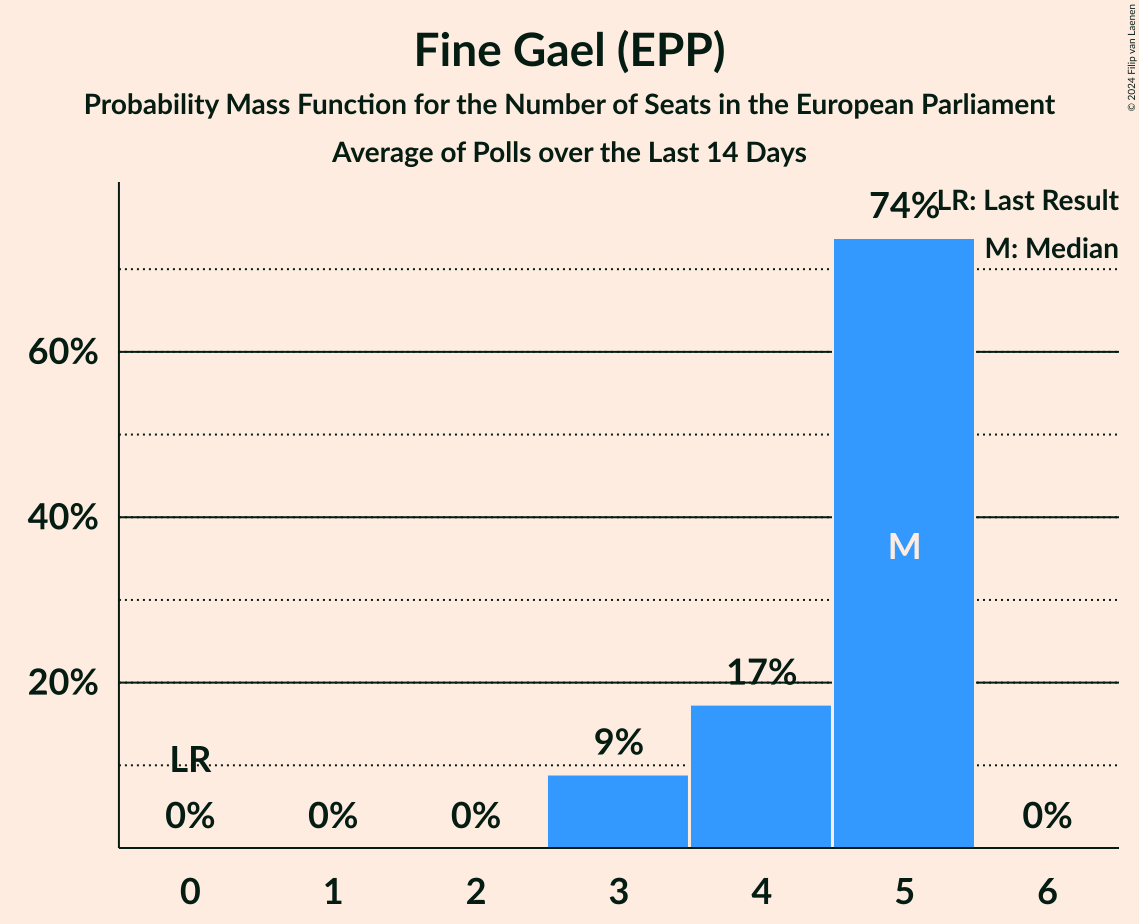 Fine Gael (EPP)
Probability Mass Function for the Number of Seats in the European Parliament
Average of Polls over the Last 14 Days
© 2024 Filip van Laenen
74%
LR: Last Result
M: Median
60%
40%
M
20%
17%
9%
LR
0%
0%
0%
0%
0
1
2
3
4
5
6